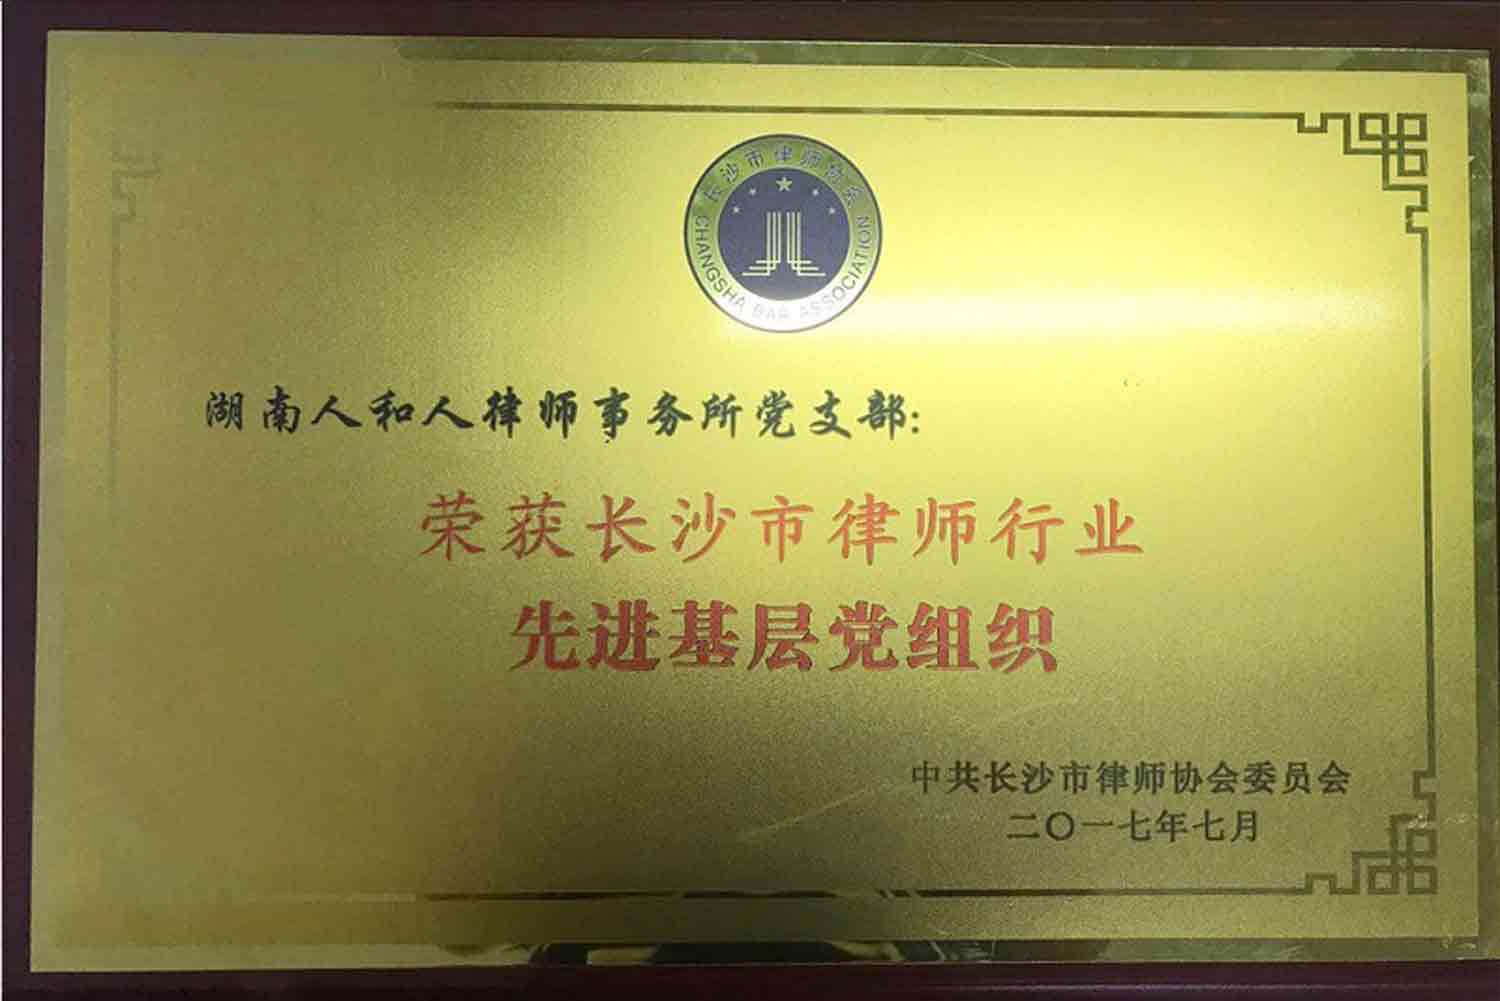 长沙市律师协会
CHANGSHA BAR ASSOCIATION
湖南人和人律师事务所党支部：
荣获长沙市律师行业
先进基层党组织
中共长沙市律师协会委员会
二〇一七年七月